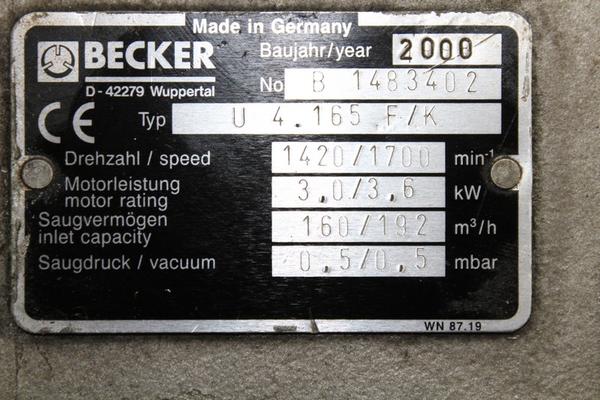 Made in Germany
BECKER
Baujahr/year 2000
D-42279 Wuppertal
No B 1483402
CE Typ U 4.165 F/K
Drehzahl / speed 1420/1700 min-1
Motorleistung
motor rating 3,0/3,6 kW
Saugvermögen
inlet capacity 160/192 m³/h
Saugdruck / vacuum 0,5/0,5 mbar
WN 87.19